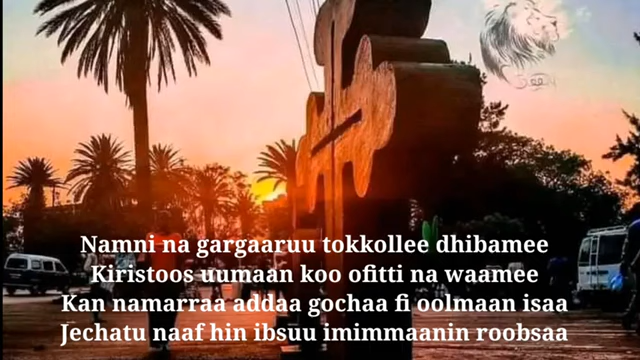 Namni na gargaaruu tokkollee dhibamee
Kiristoos uumaan koo ofitti na waamee
Kan namarraa addaa gochaa fi oolmaan isaa
Jechatu naaf hin ibsuu imimmaanin roobsaa